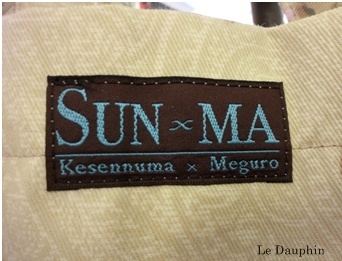 SUN × MA
Kesennuma × Meguro
Le Dauphin